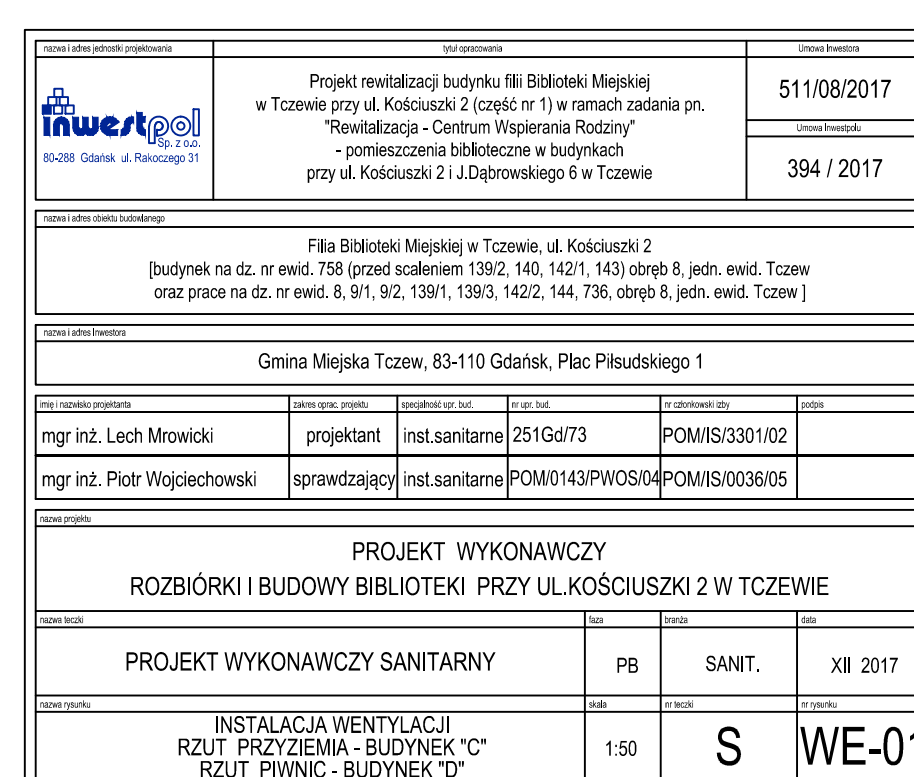 nazwa i adres jednostki projektowania
tytuł opracowania
Umowa Inwestora
inwestpol
Sp. z o.o.
80-288 Gdańsk ul. Rakoczego 31
Projekt rewitalizacji budynku filii Biblioteki Miejskiej
w Tczewie przy ul. Kościuszki 2 (część nr 1) w ramach zadania pn.
"Rewitalizacja - Centrum Wspierania Rodziny"
- pomieszczenia biblioteczne w budynkach
przy ul. Kościuszki 2 i J.Dąbrowskiego 6 w Tczewie
511/08/2017
Umowa Inwestpolu
394 / 2017
nazwa i adres obiektu budowlanego
Filia Biblioteki Miejskiej w Tczewie, ul. Kościuszki 2
[budynek na dz. nr ewid. 758 (przed scaleniem 139/2, 140, 142/1, 143) obręb 8, jedn. ewid. Tczew
oraz prace na dz. nr ewid. 8, 9/1, 9/2, 139/1, 139/3, 142/2, 144, 736, obręb 8, jedn. ewid. Tczew ]
nazwa i adres Inwestora
Gmina Miejska Tczew, 83-110 Gdańsk, Plac Piłsudskiego 1
imię i nazwisko projektanta zakres oprac. projektu specjalność upr. bud. nr upr. bud. nr członkowski izby podpis
mgr inż. Lech Mrowicki projektant inst.sanitarne 251Gd/73 POM/IS/3301/02
mgr inż. Piotr Wojciechowski sprawdzający inst.sanitarne POM/0143/PWOS/04 POM/IS/0036/05
nazwa projektu
PROJEKT WYKONAWCZY
ROZBIÓRKI I BUDOWY BIBLIOTEKI PRZY UL.KOŚCIUSZKI 2 W TCZEWIE
nazwa teczki faza branża data
PROJEKT WYKONAWCZY SANITARNY PB SANIT. XII 2017
nazwa rysunku skala nr teczki nr rysunku
INSTALACJA WENTYLACJI
RZUT PRZYZIEMIA - BUDYNEK "C"
RZUT PIWNIC - BUDYNEK "D"
1:50 S WE-01